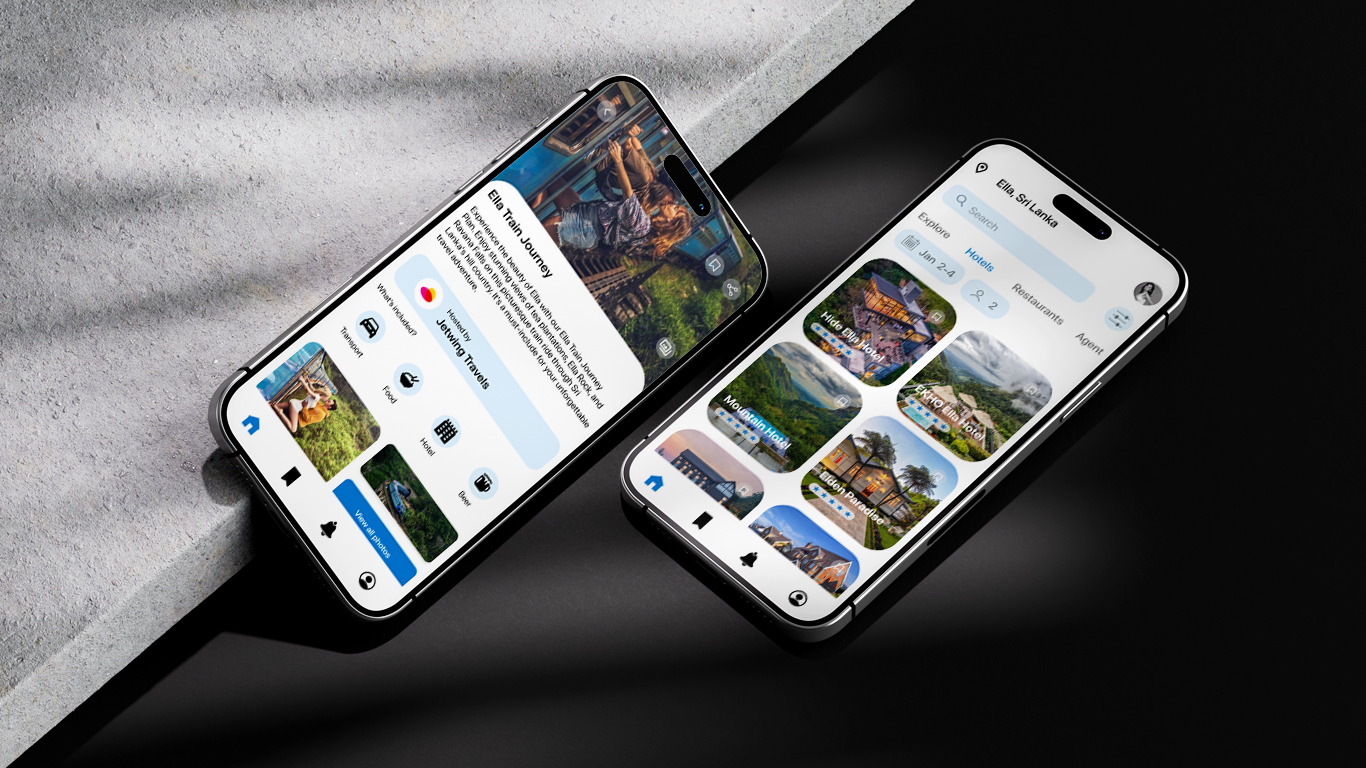 Ella Train Journey
Experience the beauty of Ella with our Ella Train Journey
Plan. Enjoy stunning views of tea plantations, Ella Rock, and
Ravana Falls on this picturesque train ride through Sri
Lanka's hill country. It's a must-include for your unforgettable
travel adventure.
Hosted by
Jetwing Travels
What's included?
Transport
Food
Hotel
Beer
View all photos
Ella, Sri Lanka
Search
Explore
Hotels
Restaurants
Agent
Jan 2-4
2
Hide Ella Hotel
EKHO Ella Hotel
Mountain Hotel
Elden Paradise